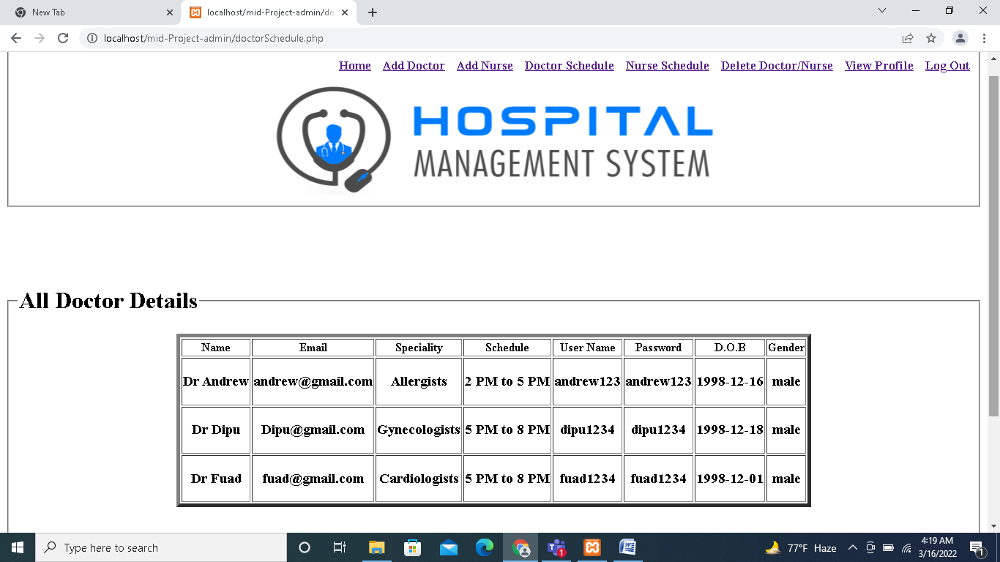 New Tab
localhost/mid-Project-admin/do
localhost/mid-Project-admin/doctorSchedule.php
Home Add Doctor Add Nurse Doctor Schedule Nurse Schedule Delete Doctor/Nurse View Profile Log Out
HOSPITAL
MANAGEMENT SYSTEM
All Doctor Details
Name Email Speciality Schedule User Name Password D.O.B Gender
Dr Andrew andrew@gmail.com Allergists 2 PM to 5 PM andrew123 andrew123 1998-12-16 male
Dr Dipu Dipu@gmail.com Gynecologists 5 PM to 8 PM dipu1234 dipu1234 1998-12-18 male
Dr Fuad fuad@gmail.com Cardiologists 5 PM to 8 PM fuad1234 fuad1234 1998-12-01 male
Type here to search
1
77°F Haze
4:19 AM
3/16/2022
1